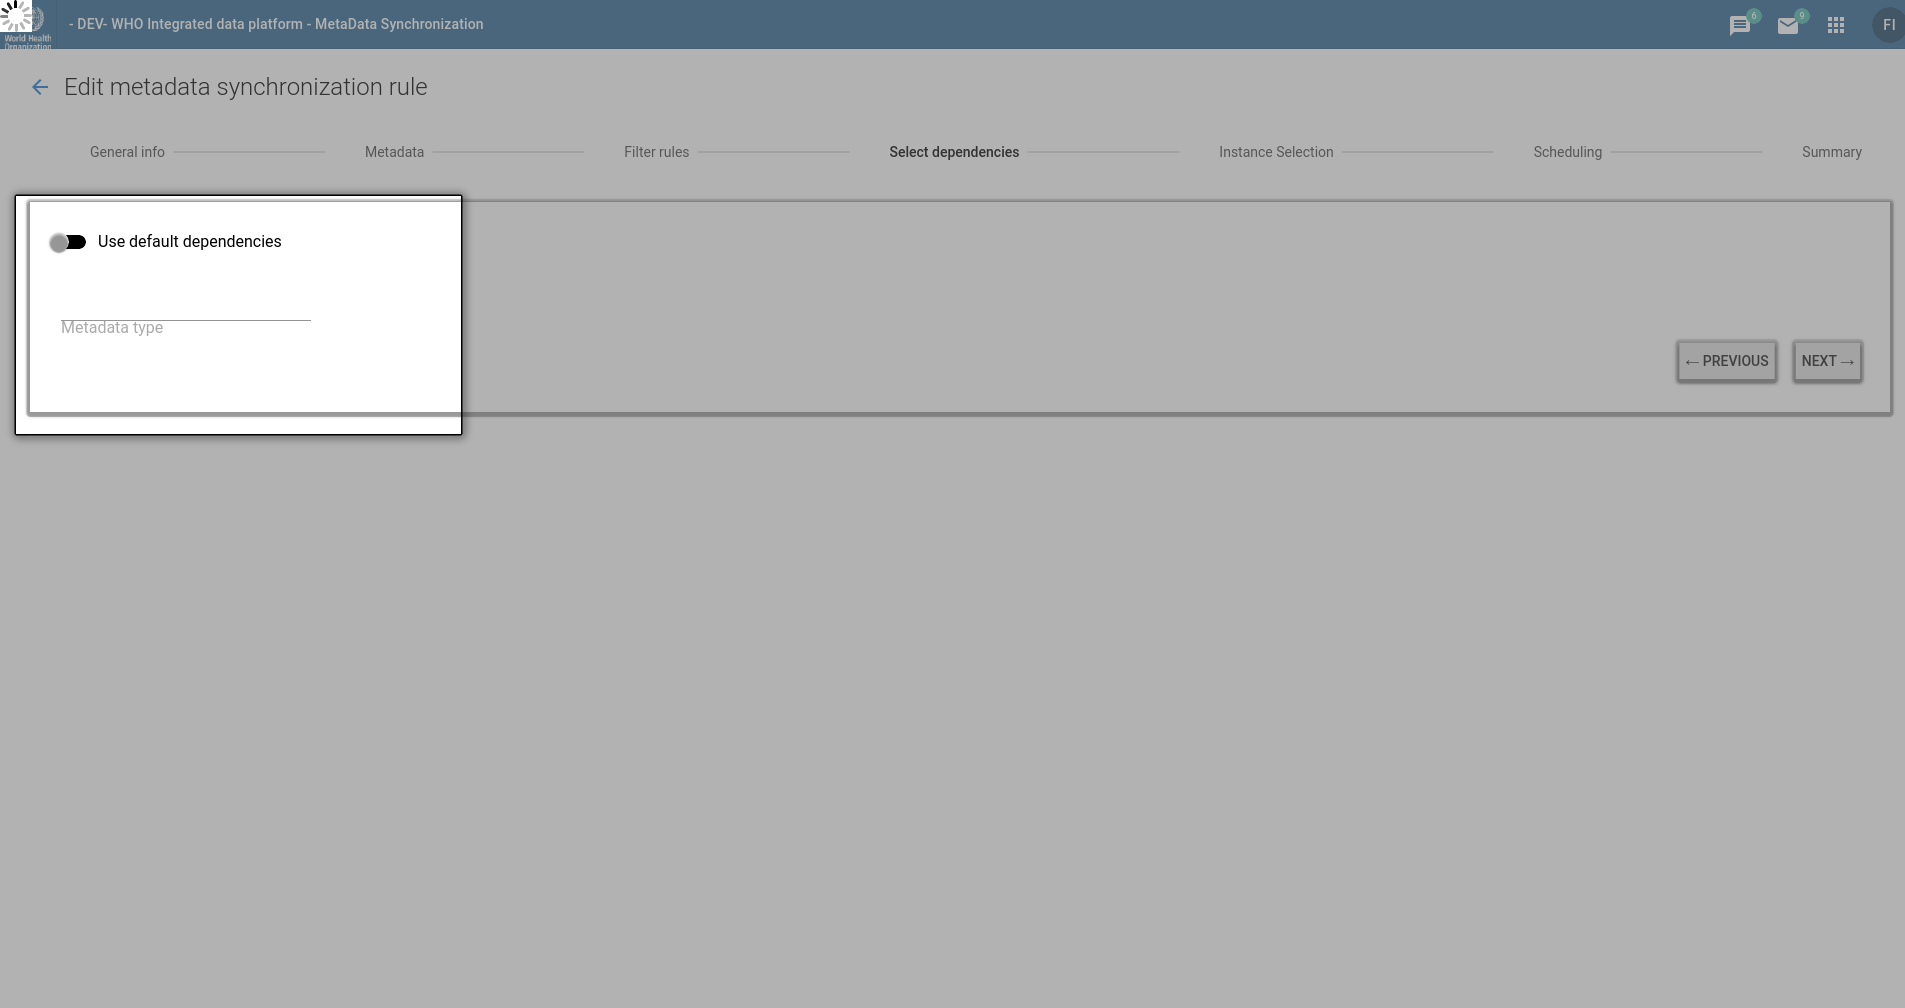 World Health
Organization
- DEV- WHO Integrated data platform - MetaData Synchronization
6
9
FI
Edit metadata synchronization rule
General info
Metadata
Filter rules
Select dependencies
Instance Selection
Scheduling
Summary
Use default dependencies
Metadata type
← PREVIOUS
NEXT →